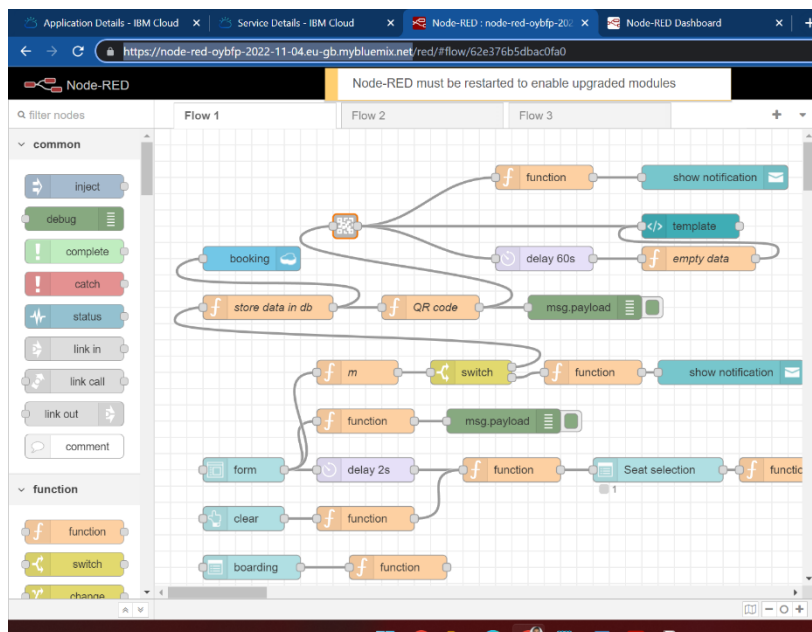 Application Details - IBM Cloud
Service Details - IBM Cloud
Node-RED : node-red-oybfp-202
Node-RED Dashboard
https://node-red-oybfp-2022-11-04.eu-gb.mybluemix.net/red/#flow/62e376b5dbac0fa0
Node-RED
Node-RED must be restarted to enable upgraded modules
filter nodes
Flow 1
Flow 2
Flow 3
common
inject
debug
complete
catch
status
link in
link call
link out
comment
function
function
switch
change
function
show notification
template
booking
delay 60s
empty data
store data in db
QR code
msg.payload
m
switch
function
show notification
function
msg.payload
form
delay 2s
function
Seat selection
functio
1
clear
function
boarding
function